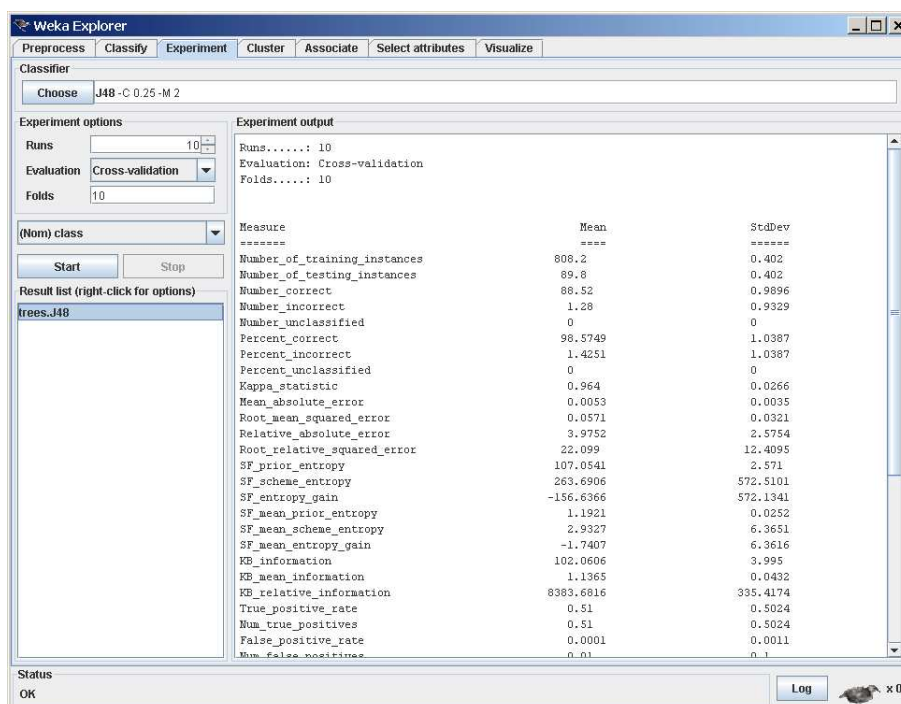 Weka Explorer
Preprocess Classify Experiment Cluster Associate Select attributes Visualize
Classifier
Choose J48 -C 0.25 -M 2
Experiment options
Runs 10
Evaluation Cross-validation
Folds 10
(Nom) class
Start Stop
Result list (right-click for options)
trees.J48
Experiment output
Runs......: 10
Evaluation: Cross-validation
Folds.....: 10
Measure Mean StdDev
======= ==== ======
Number_of_training_instances 808.2 0.402
Number_of_testing_instances 89.8 0.402
Number_correct 88.52 0.9896
Number_incorrect 1.28 0.9329
Number_unclassified 0 0
Percent_correct 98.5749 1.0387
Percent_incorrect 1.4251 1.0387
Percent_unclassified 0 0
Kappa_statistic 0.964 0.0266
Mean_absolute_error 0.0053 0.0035
Root_mean_squared_error 0.0571 0.0321
Relative_absolute_error 3.9752 2.5754
Root_relative_squared_error 22.099 12.4095
SF_prior_entropy 107.0541 2.571
SF_scheme_entropy 263.6906 572.5101
SF_entropy_gain -156.6366 572.1341
SF_mean_prior_entropy 1.1921 0.0252
SF_mean_scheme_entropy 2.9327 6.3651
SF_mean_entropy_gain -1.7407 6.3616
KB_information 102.0606 3.995
KB_mean_information 1.1365 0.0432
KB_relative_information 8383.6816 335.4174
True_positive_rate 0.51 0.5024
Num_true_positives 0.51 0.5024
False_positive_rate 0.0001 0.0011
Num_false_positives 0.01 0.1
Status
OK
Log
x 0